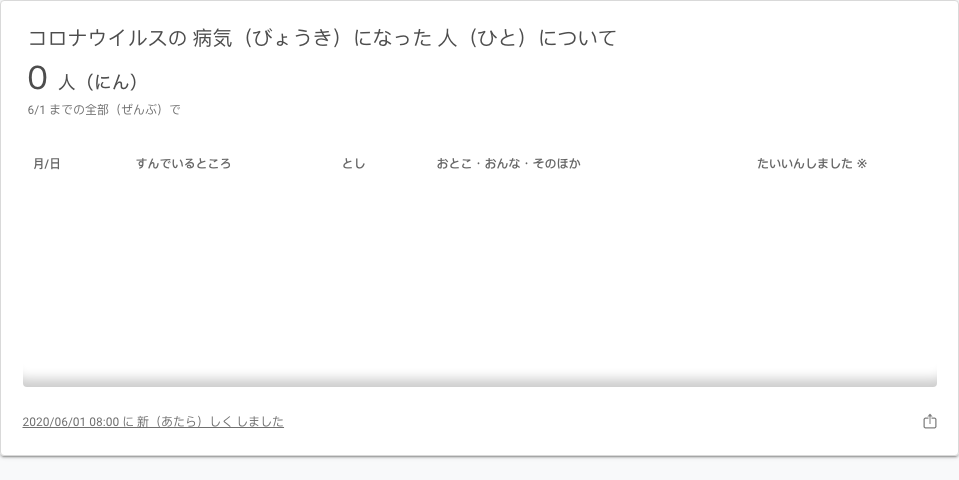 コロナウイルスの 病気（びょうき）になった 人（ひと）について
0 人（にん）
6/1 までの全部（ぜんぶ）で
月/日 すんでいるところ とし おとこ・おんな・そのほか たいいんしました ※
2020/06/01 08:00 に 新（あたら）しく しました